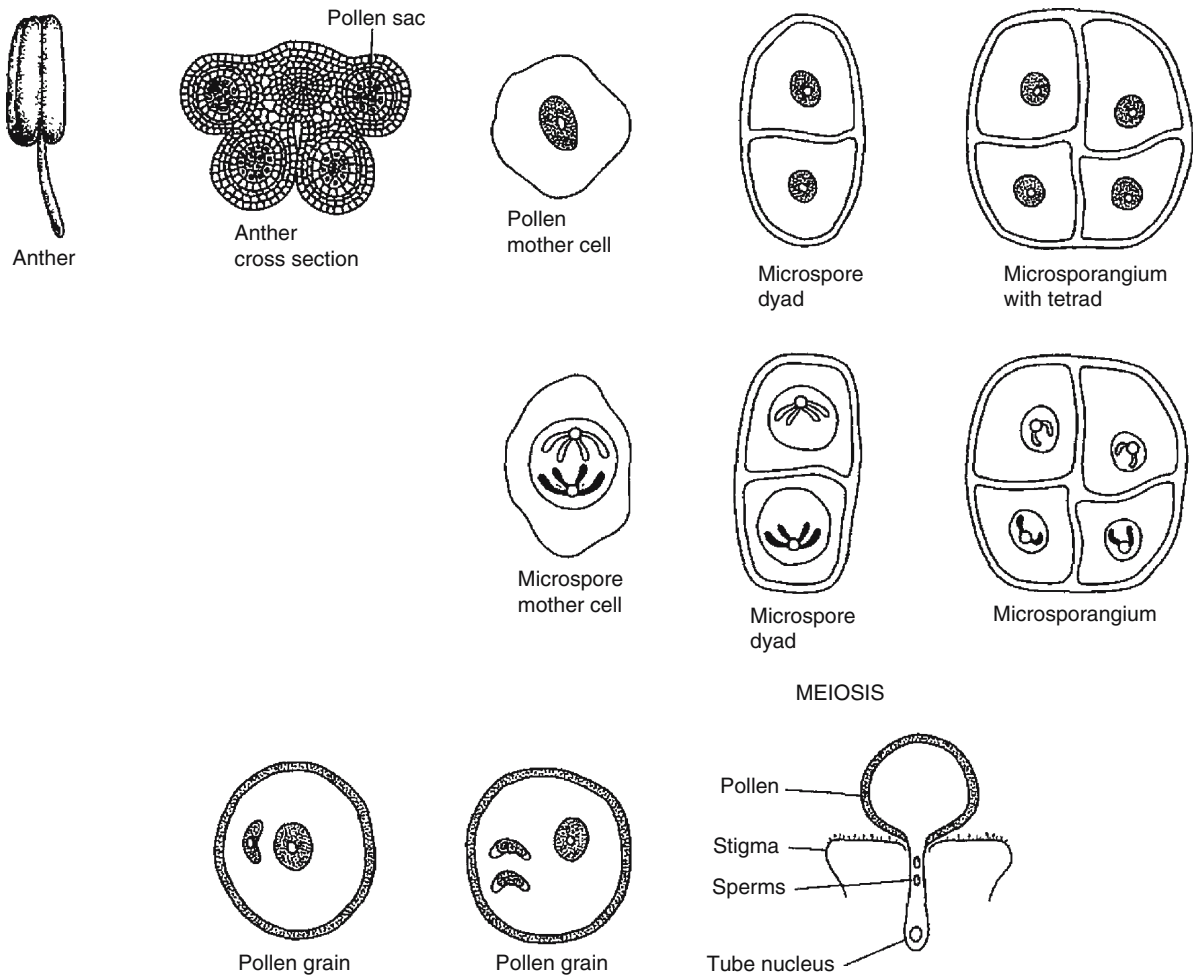 Pollen sac
Anther
Anther
cross section
Pollen
mother cell
Microspore
dyad
Microsporangium
with tetrad
Microspore
mother cell
Microspore
dyad
Microsporangium
MEIOSIS
Pollen
Stigma
Sperms
Tube nucleus
Pollen grain
Pollen grain